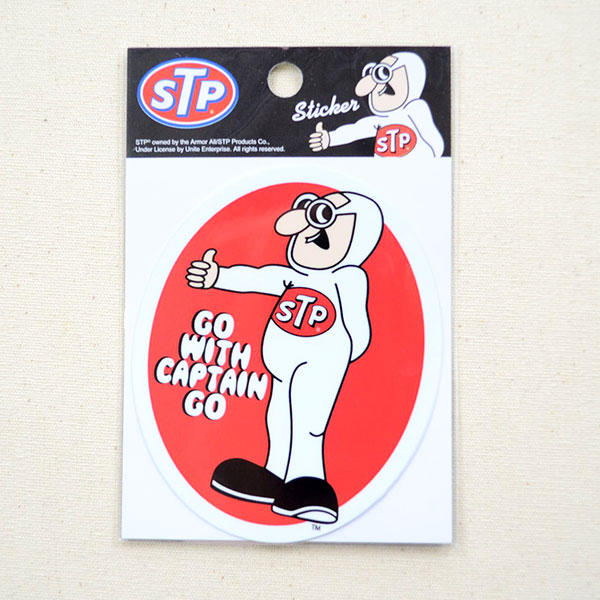 STP
Sticker
STP
STP® owned by the Armor All/STP Products Co.,
Under License by Unite Enterprise. All rights reserved.
STP
GO
WITH
CAPTAIN
GO
TM